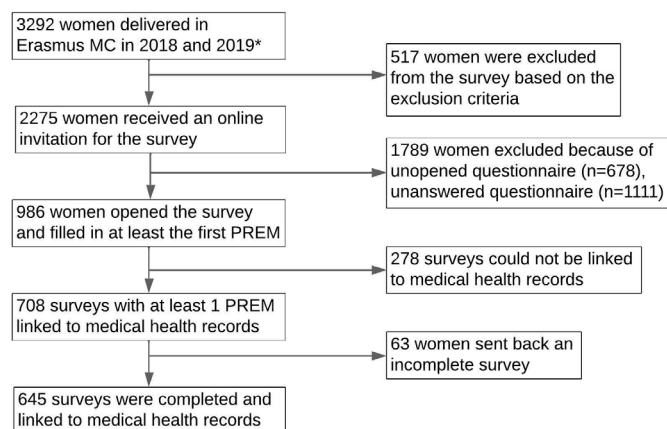 3292 women delivered in
Erasmus MC in 2018 and 2019*
517 women were excluded
from the survey based on the
exclusion criteria
2275 women received an online
invitation for the survey
1789 women excluded because of
unopened questionnaire (n=678),
unanswered questionnaire (n=1111)
986 women opened the survey
and filled in at least the first PREM
278 surveys could not be linked
to medical health records
708 surveys with at least 1 PREM
linked to medical health records
63 women sent back an
incomplete survey
645 surveys were completed and
linked to medical health records